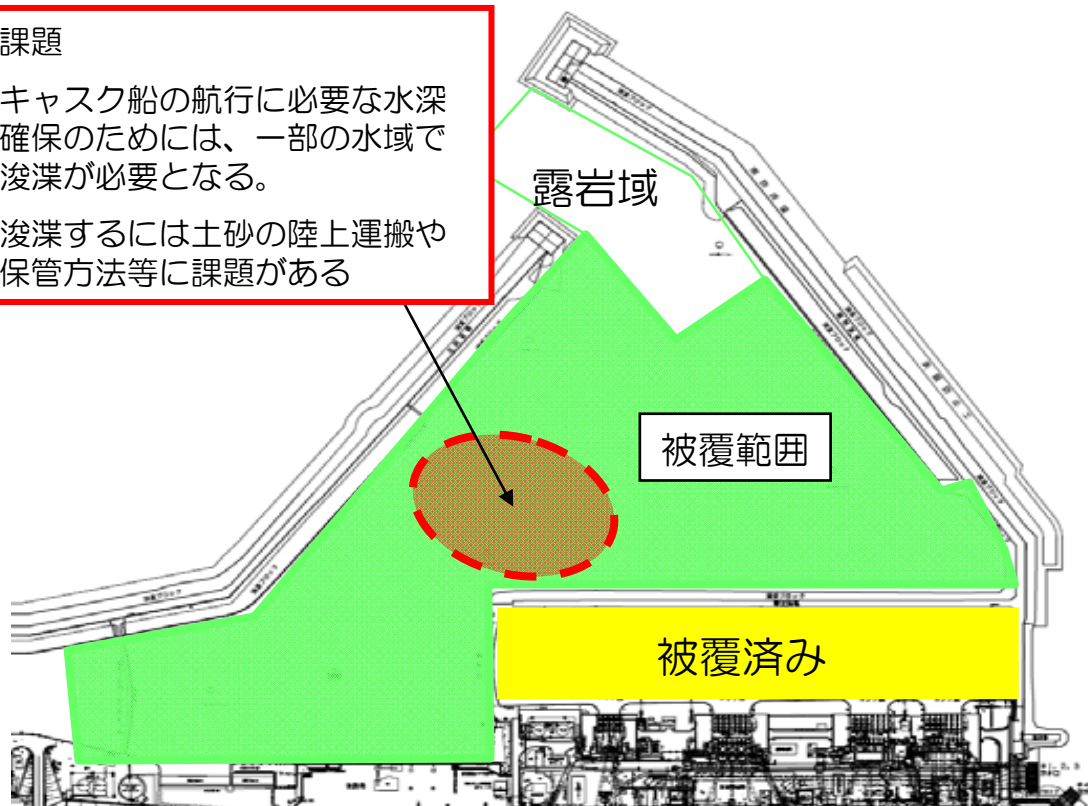 課題
キャスク船の航行に必要な水深
確保のためには、一部の水域で
浚渫が必要となる。
浚渫するには土砂の陸上運搬や
保管方法等に課題がある
露岩域
被覆範囲
被覆済み